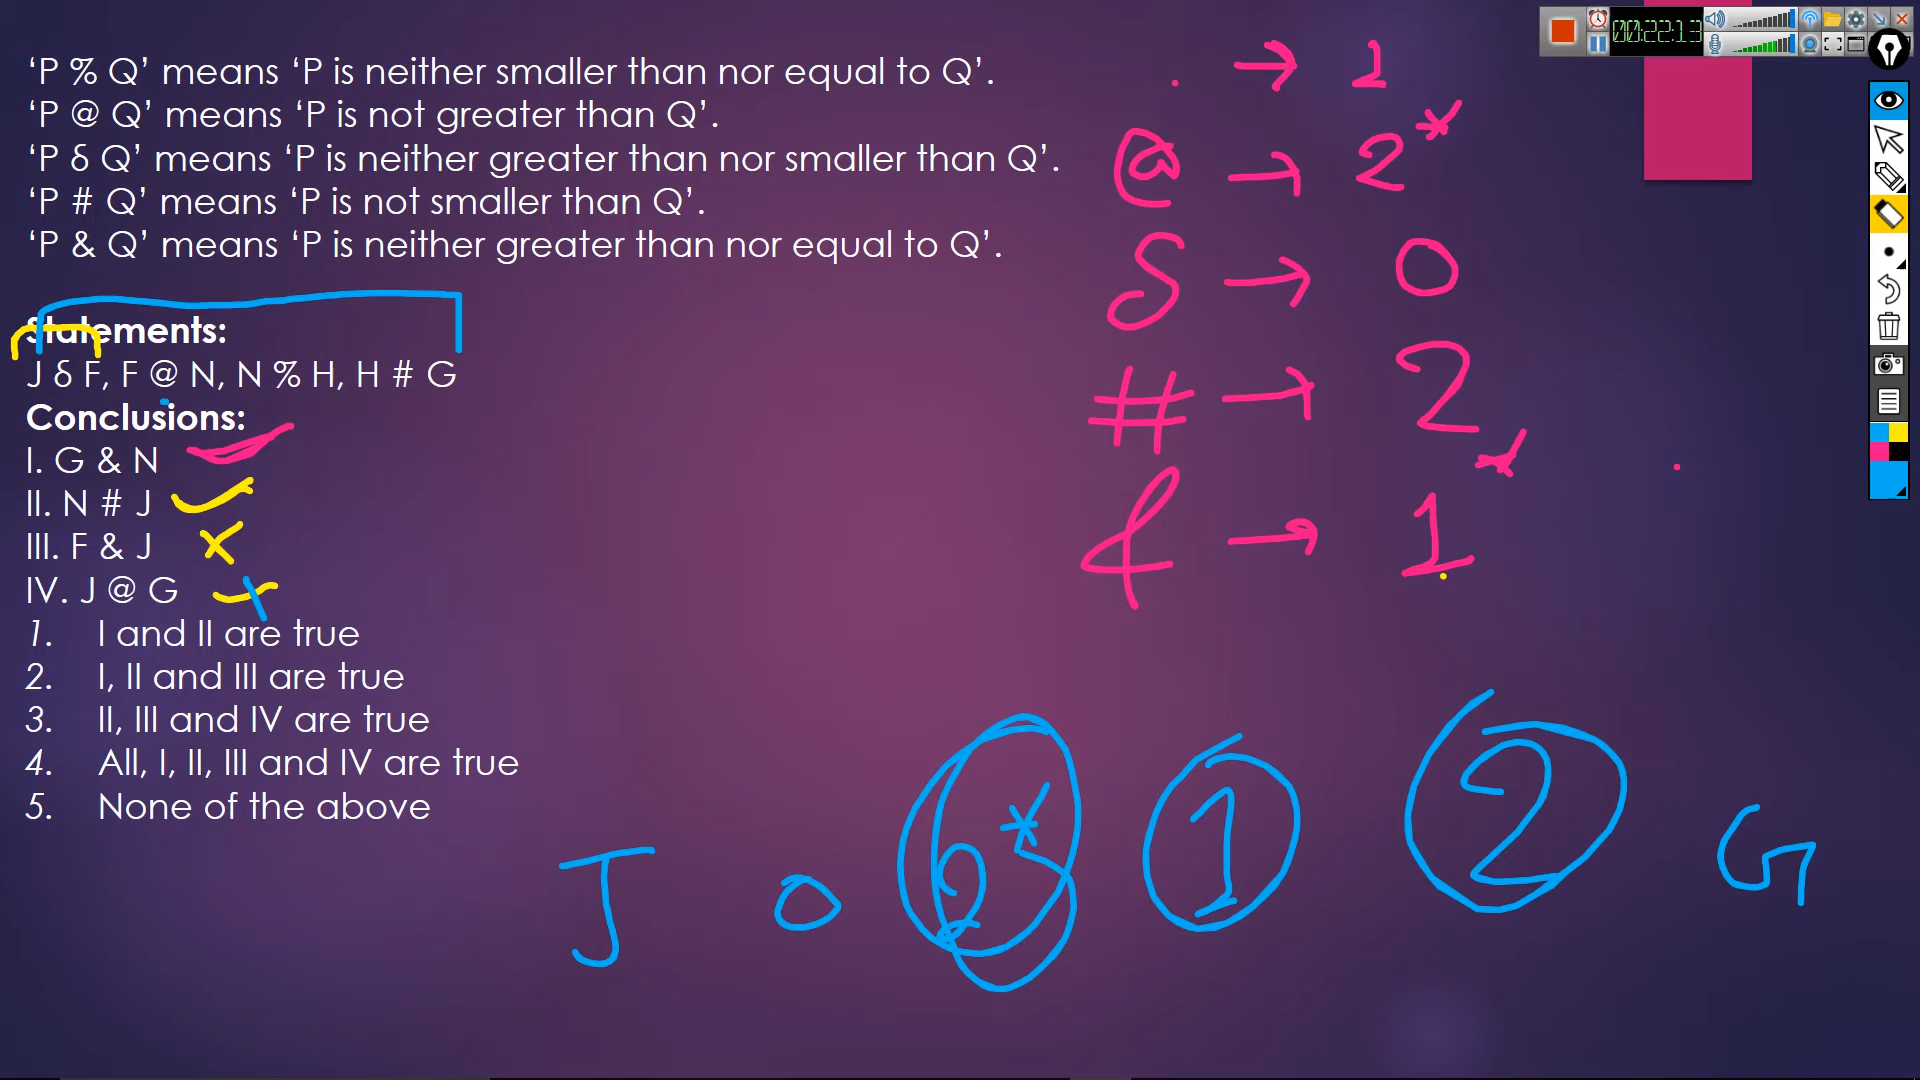 ‘P % Q’ means ‘P is neither smaller than nor equal to Q’.
‘P @ Q’ means ‘P is not greater than Q’.
‘P δ Q’ means ‘P is neither greater than nor smaller than Q’.
‘P # Q’ means ‘P is not smaller than Q’.
‘P & Q’ means ‘P is neither greater than nor equal to Q’.
Statements:
J δ F, F @ N, N % H, H # G
Conclusions:
I. G & N
II. N # J
III. F & J
IV. J @ G
1. I and II are true
2. I, II and III are true
3. II, III and IV are true
4. All, I, II, III and IV are true
5. None of the above
→ 1
@ → 2*
δ → 0
# → 2
& → 1*
J 0 2* 1 2 G
00:22:13